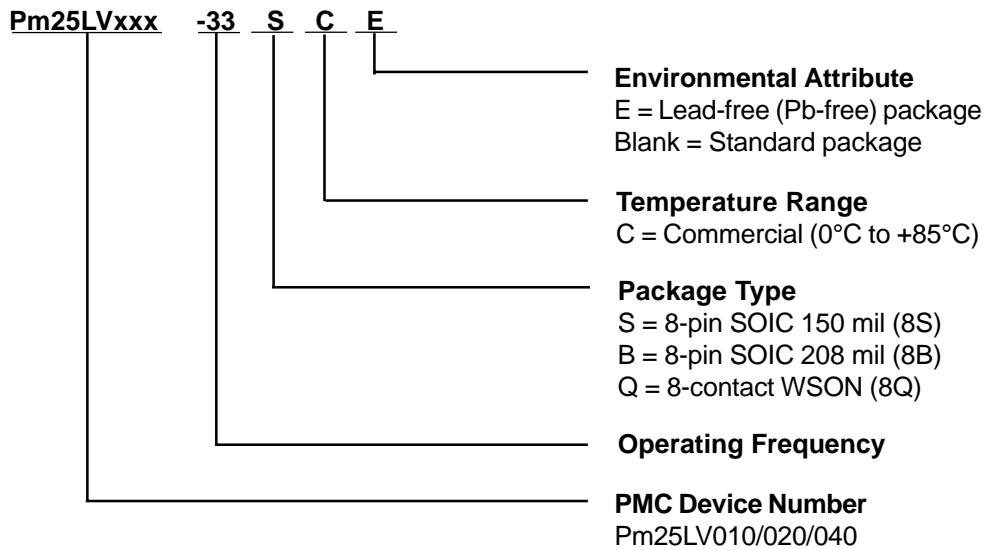 Pm25LVxxx -33 S C E
Environmental Attribute
E = Lead-free (Pb-free) package
Blank = Standard package
Temperature Range
C = Commercial (0°C to +85°C)
Package Type
S = 8-pin SOIC 150 mil (8S)
B = 8-pin SOIC 208 mil (8B)
Q = 8-contact WSON (8Q)
Operating Frequency
PMC Device Number
Pm25LV010/020/040